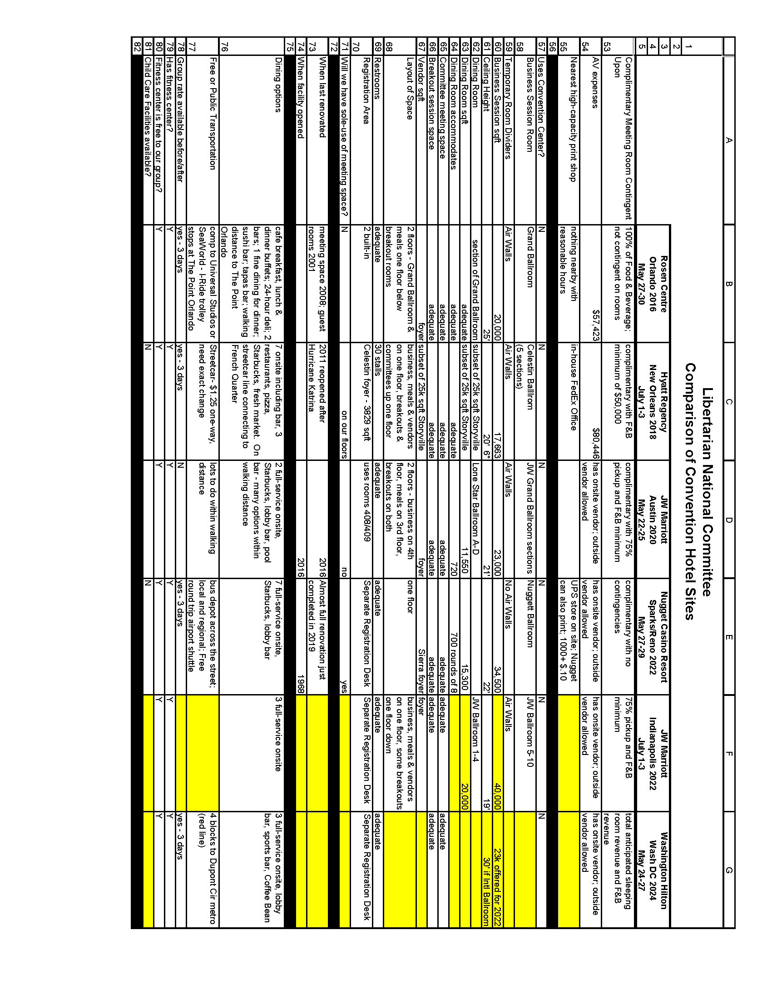 A B C D E F G
1 Libertarian National Committee
Comparison of Convention Hotel Sites
2
3 Rosen Centre Hyatt Regency JW Marriott Nugget Casino Resort JW Marriott Washington Hilton
4 Orlando 2016 New Orleans 2018 Austin 2020 Sparks/Reno 2022 Indianapolis 2022 Wash DC 2024
5 May 27-30 July 1-3 May 22-25 May 27-29 July 1-3 May 24-27
53 Complimentary Meeting Room Contingent
Upon
100% of Food & Beverage;
not contingent on rooms
complimentary with F&B
minimum of $50,000
complimentary with 75%
pickup and F&B minimum
complimentary with no
contingencies
75% pickup and F&B
minimum
total anticipated sleeping
room revenue and F&B
revenue
54 AV expenses
$57,423
$80,446
has onsite vendor; outside
vendor allowed
has onsite vendor; outside
vendor allowed
has onsite vendor; outside
vendor allowed
has onsite vendor; outside
vendor allowed
55 Nearest high-capacity print shop
nothing nearby with
reasonable hours
in-house FedEx Office
UPS store on site; Nugget
can also print; 1000+ $.10
56
57 Uses Convention Center? N N N N N N
58 Business Session Room
Grand Ballroom
Celestin Balllrom
(5 sections)
JW Grand Ballroom sections
Nuggett Ballroom
JW Ballroom 5-10
59 Temporary Room Dividers Air Walls Air Walls Air Walls No Air Walls Air Walls
60 Business Session sqft 20,000 17,663 23,000 34,500 40,000 23k offered for 2022
61 Ceiling Height 25' 20' 6" 21' 22' 19' 30' if Intl Ballroom
62 Dining Room section of Grand Ballroom subset of 25k sqft Storyville Lone Star Ballroom A-D JW Ballroom 1-4
63 Dining Room sqft adequate subset of 25k sqft Storyville 11,550 15,300 20,000
64 Dining Room accommodates adequate adequate 720 700 rounds of 8
65 Committee meeting space adequate adequate adequate adequate adequate adequate
66 Breakout session space adequate adequate adequate adequate adequate adequate
67 Vendor sqft foyer subset of 25k sqft Storyville foyer Sierra foyer foyer
68 Layout of Space
2 floors - Grand Ballroom &
meals one floor below
breakout rooms
business, meals & vendors
on one floor, breakouts &
committees up one floor
2 floors - business on 4th
floor, meals on 3rd floor,
breakouts on both
one floor
business, meals & vendors
on one floor, some breakouts
one floor down
69 Restrooms adequate 30 stalls adequate adequate adequate adequate
70 Registration Area
2 built-in
Celestin foyer - 3829 sqft
uses rooms 408/409
Separate Registration Desk
Separate Registration Desk
Separate Registration Desk
71 Will we have sole-use of meeting space? N on our floors no yes
72
73 When last renovated
meeting space 2008; guest
rooms 2001
2011 reopened after
Hurricane Katrina
2016
Almost full renovation just
completed in 2019
74 When facility opened 2016 1968
75
76 Dining options
cafe breakfast, lunch &
dinner buffets; 24-hour deli; 2
bars; 1 fine dining for dinner;
sushi bar; tapas bar; walking
distance to The Point
Orlando
7 onsite including bar, 3
restaurants, pizza,
Starbucks, fresh market. On
streetcar line connecting to
French Quarter
2 full-service onsite,
Starbucks, lobby bar, pool
bar - many options within
walking distance
7 full-service onsite,
Starbucks, lobby bar
3 full-service onsite
3 full-service onsite, lobby
bar, sports bar, Coffee Bean
77 Free or Public Transportation
comp to Universal Studios or
SeaWorld - I-Ride trolley
stops at The Point Orlando
Streetcar- $1.25 one-way,
need exact change
lots to do within walking
distance
bus depot across the street;
local and regional; Free
round trip airport shuttle
4 blocks to Dupont Cir metro
(red line)
78 Group rate available before/after yes - 3 days yes - 3 days N yes - 3 days yes - 3 days
79 Has fitness center? Y Y Y Y Y Y
80 Fitness center is free to our group? Y Y Y Y Y Y
81 Child Care Facilities available? N N
82